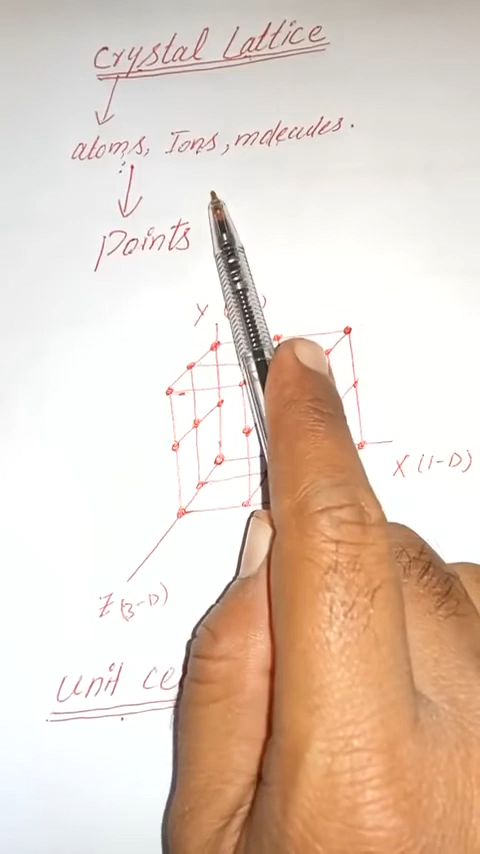 Crystal Lattice
atoms, Ions, molecules.
Points
Y
X (1-D)
Z (3-D)
Unit ce